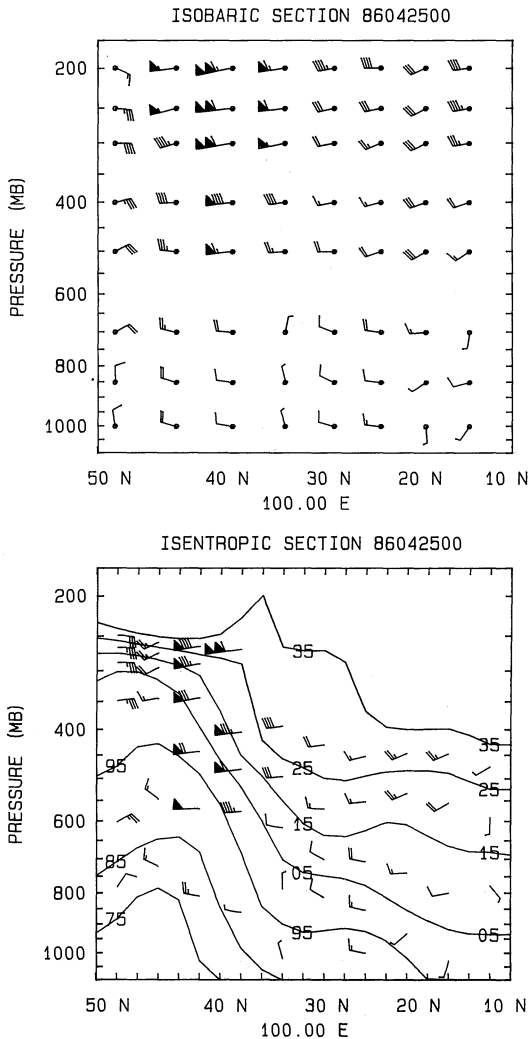 ISOBARIC SECTION 86042500
PRESSURE (MB)
200
400
600
800
1000
50 N 40 N 30 N 20 N 10 N
100.00 E
ISENTROPIC SECTION 86042500
PRESSURE (MB)
200
35
400
35
95 25 25
600 15 15
85 05
800
75 95 05
1000
50 N 40 N 30 N 20 N 10 N
100.00 E